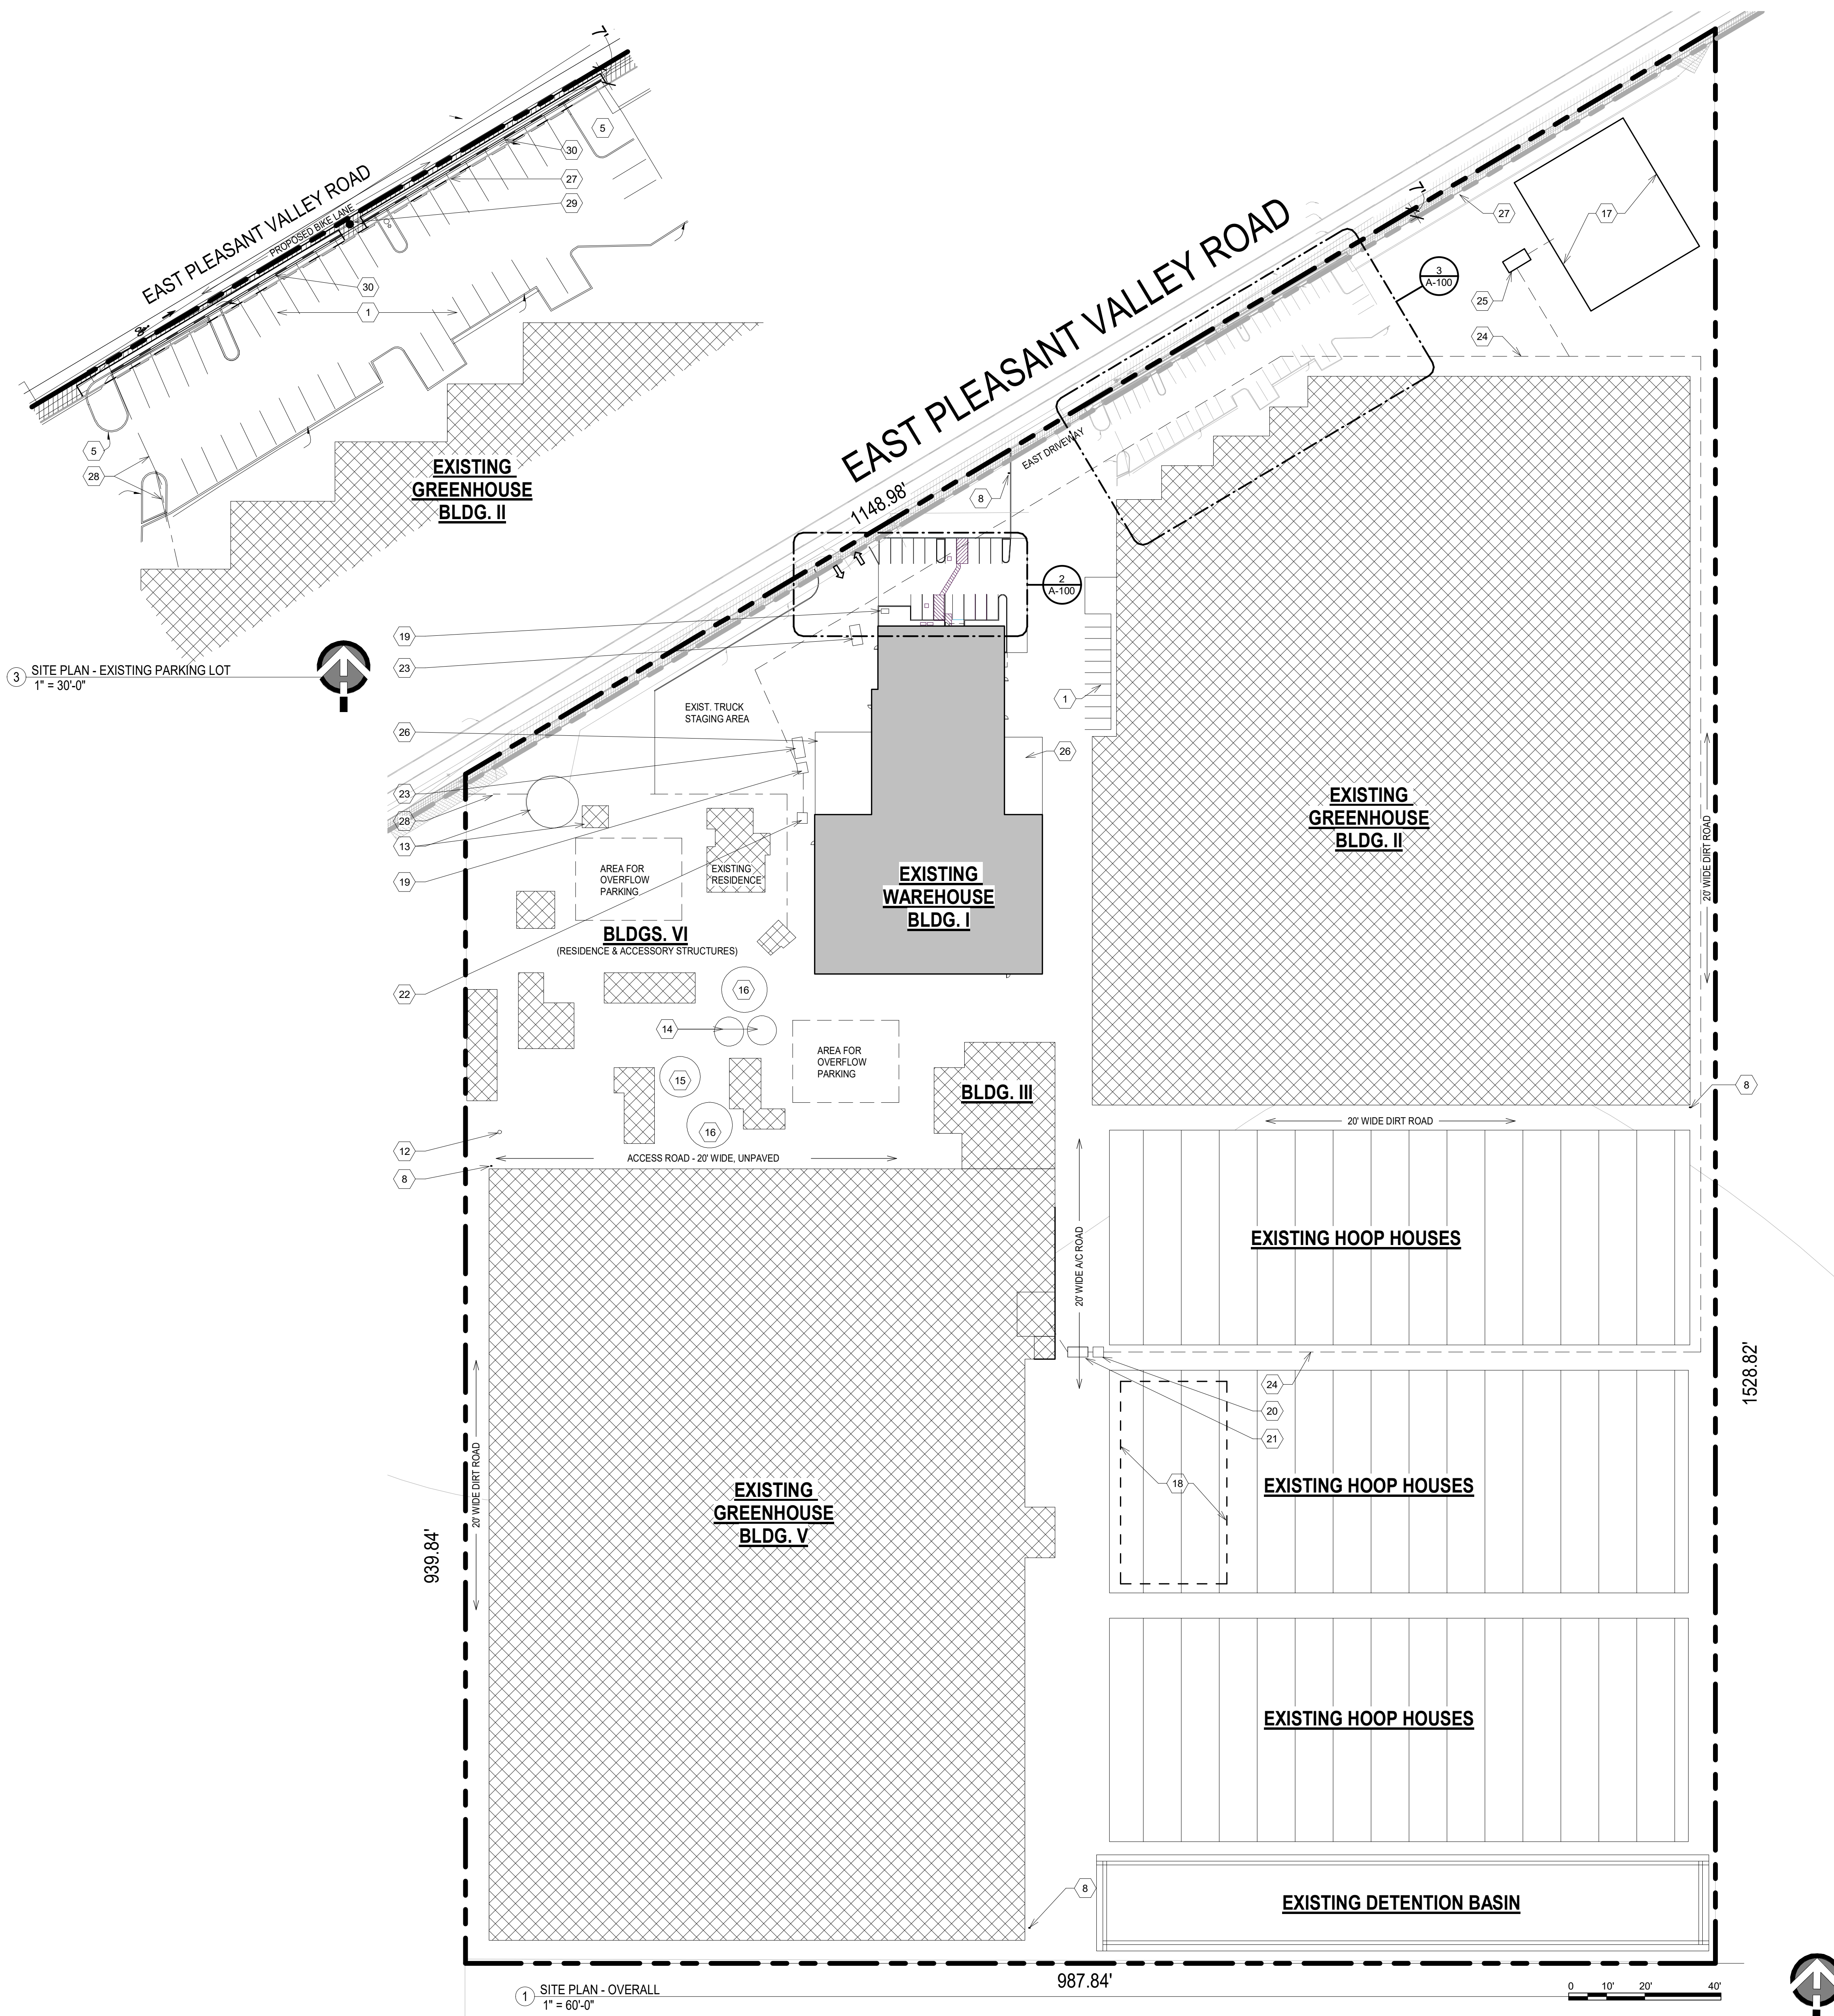 7'
5
30
27
29
EAST PLEASANT VALLEY ROAD
PROPOSED BIKE LANE
30
1
5
28
EXISTING
GREENHOUSE
BLDG. II
3 SITE PLAN - EXISTING PARKING LOT
1" = 30'-0"
EAST PLEASANT VALLEY ROAD
1148.98'
7'
27
17
3
A-100
25
24
EAST DRIVEWAY
8
2
A-100
19
23
1
EXIST. TRUCK
STAGING AREA
26
26
23
28
13
19
22
AREA FOR
OVERFLOW
PARKING
EXISTING
RESIDENCE
EXISTING
WAREHOUSE
BLDG. I
EXISTING
GREENHOUSE
BLDG. II
20' WIDE DIRT ROAD
BLDGS. VI
(RESIDENCE & ACCESSORY STRUCTURES)
16
14
AREA FOR
OVERFLOW
PARKING
15
16
BLDG. III
8
20' WIDE DIRT ROAD
12
8
ACCESS ROAD - 20' WIDE, UNPAVED
EXISTING HOOP HOUSES
20' WIDE A/C ROAD
24
20
21
18
1528.82'
EXISTING HOOP HOUSES
20' WIDE DIRT ROAD
939.84'
EXISTING
GREENHOUSE
BLDG. V
EXISTING HOOP HOUSES
8
EXISTING DETENTION BASIN
987.84'
1 SITE PLAN - OVERALL
1" = 60'-0"
0 10' 20' 40'